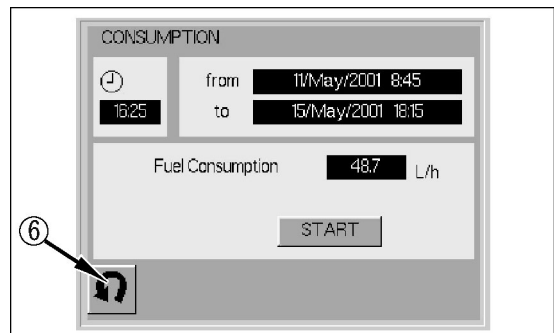 CONSUMPTION
from 11/May/2001 8:45
16:25 to 15/May/2001 18:15
Fuel Consumption 48.7 L/h
START
⑥